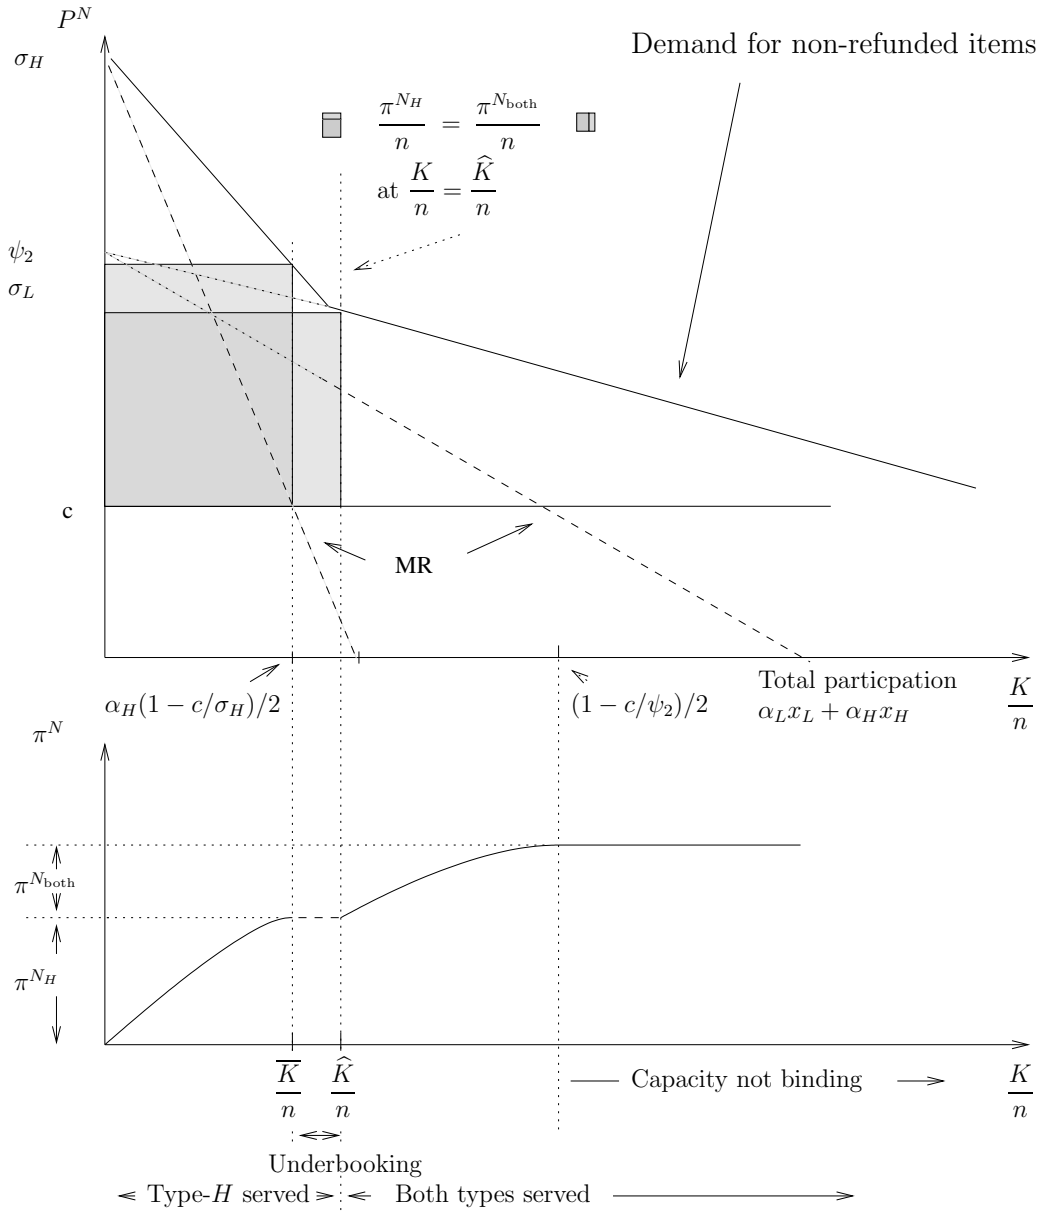 P^N
σ_H
Demand for non-refunded items
π^{N_H}/n = π^{N_both}/n
at K/n = K̂/n
ψ_2
σ_L
c
MR
α_H(1 − c/σ_H)/2
(1 − c/ψ_2)/2
Total particpation
α_L x_L + α_H x_H
K/n
π^N
π^{N_both}
π^{N_H}
K̅/n
K̂/n
Capacity not binding
K/n
Underbooking
Type-H served
Both types served